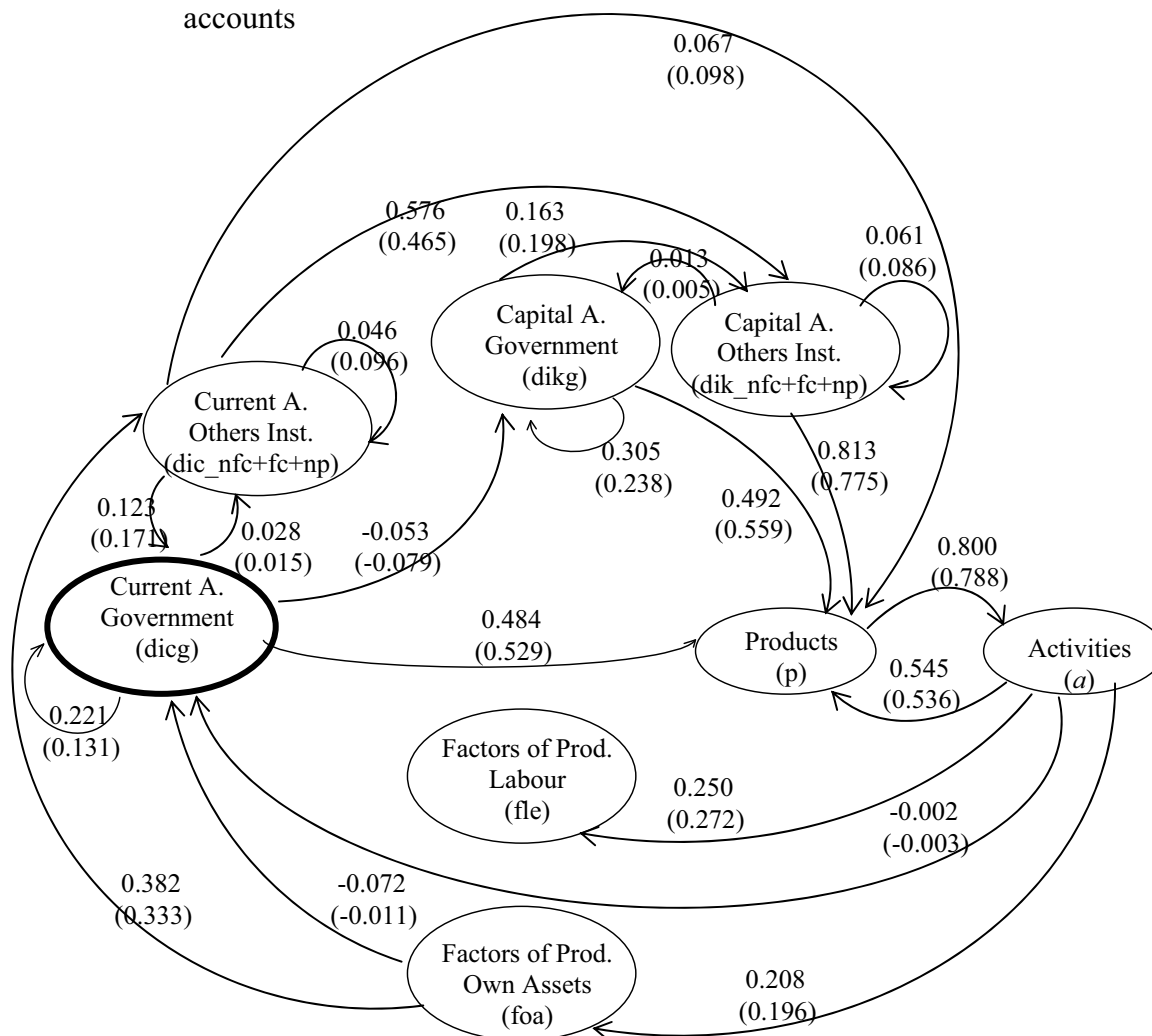 accounts
0.067
(0.098)
0.576
(0.465)
0.163
(0.198)
0.013
(0.005)
0.061
(0.086)
Capital A.
Government
(dikg)
Capital A.
Others Inst.
(dik_nfc+fc+np)
0.046
(0.096)
Current A.
Others Inst.
(dic_nfc+fc+np)
0.305
(0.238)
0.813
(0.775)
0.123
(0.171)
0.028
(0.015)
-0.053
(-0.079)
0.492
(0.559)
0.800
(0.788)
Current A.
Government
(dicg)
0.484
(0.529)
Products
(p)
Activities
(a)
0.545
(0.536)
0.221
(0.131)
Factors of Prod.
Labour
(fle)
0.250
(0.272)
-0.002
(-0.003)
0.382
(0.333)
-0.072
(-0.011)
Factors of Prod.
Own Assets
(foa)
0.208
(0.196)